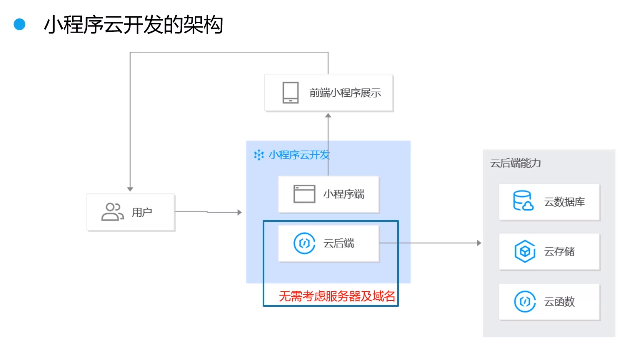 小程序云开发的架构
前端小程序展示
小程序云开发
云后端能力
小程序端
云数据库
用户
云后端
云存储
无需考虑服务器及域名
云函数